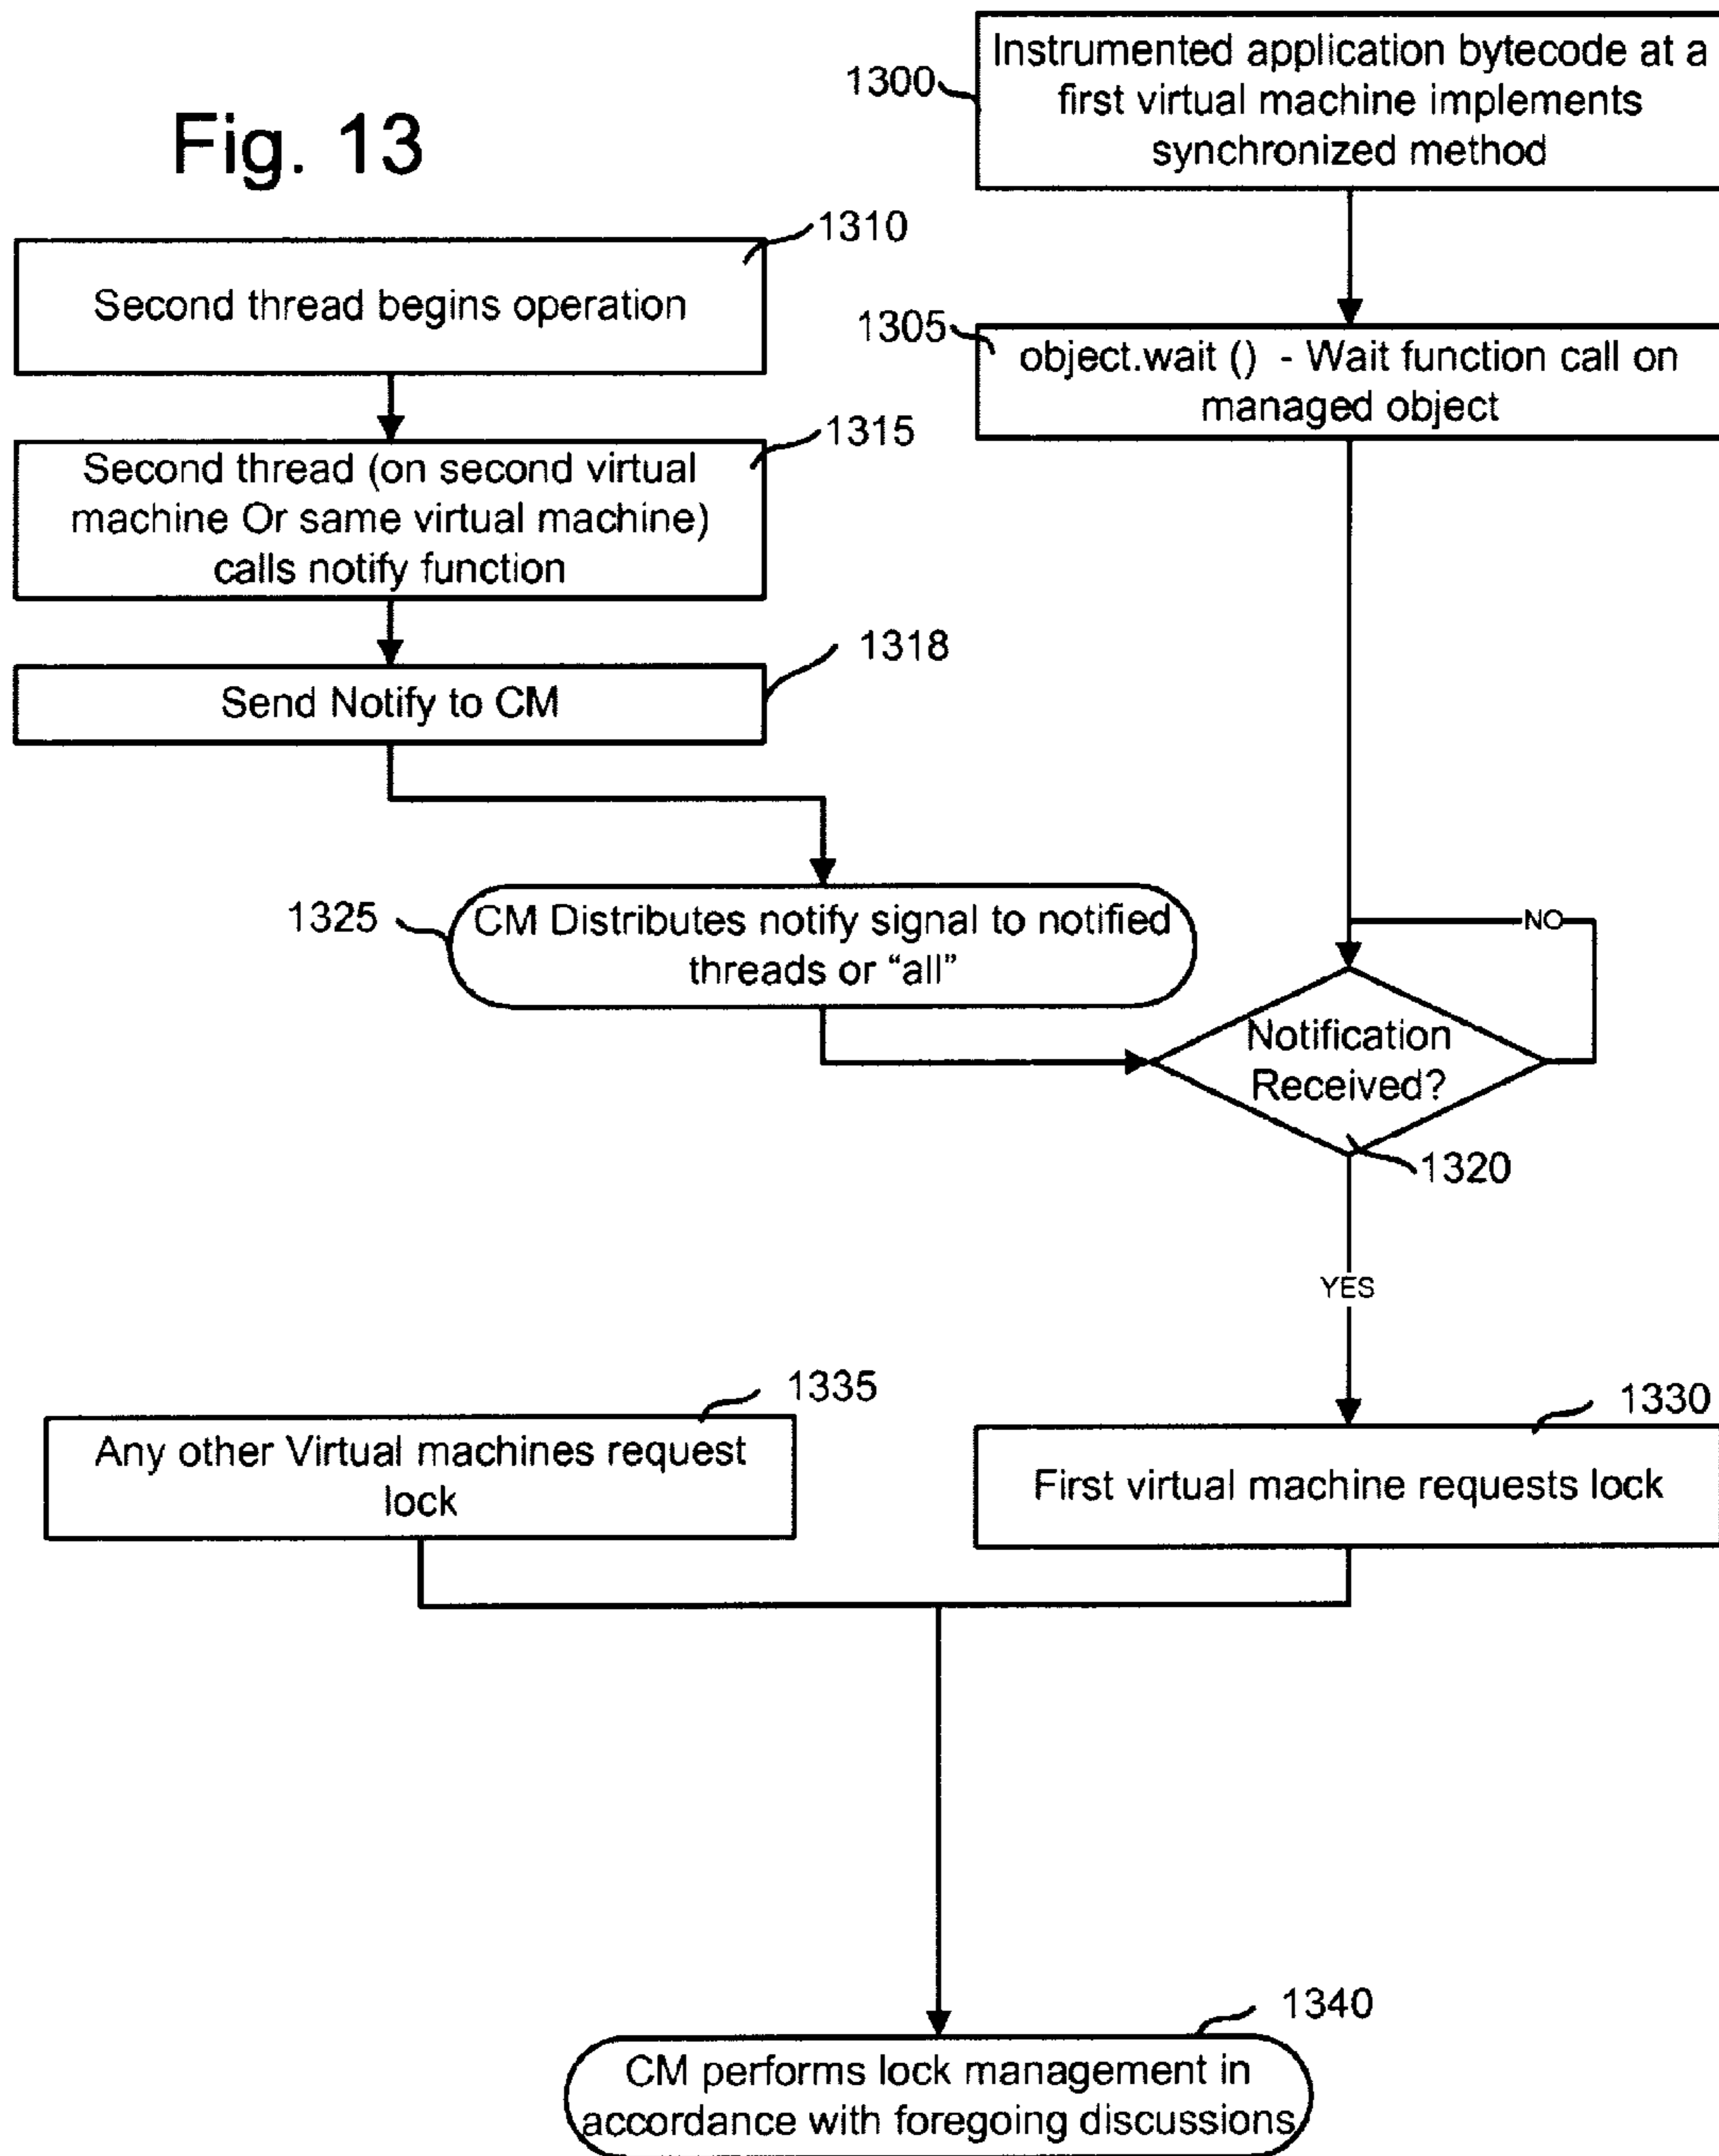 Fig. 13
1300
Instrumented application bytecode at a
first virtual machine implements
synchronized method
1310
Second thread begins operation
1305
object.wait () - Wait function call on
managed object
1315
Second thread (on second virtual
machine Or same virtual machine)
calls notify function
1318
Send Notify to CM
1325
CM Distributes notify signal to notified
threads or “all”
NO
Notification
Received?
1320
YES
1335
Any other Virtual machines request
lock
1330
First virtual machine requests lock
1340
CM performs lock management in
accordance with foregoing discussions